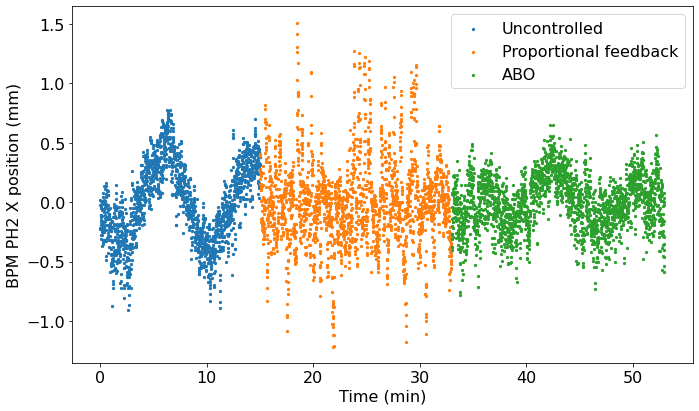 Uncontrolled
Proportional feedback
ABO
BPM PH2 X position (mm)
1.5
1.0
0.5
0.0
−0.5
−1.0
0 10 20 30 40 50
Time (min)